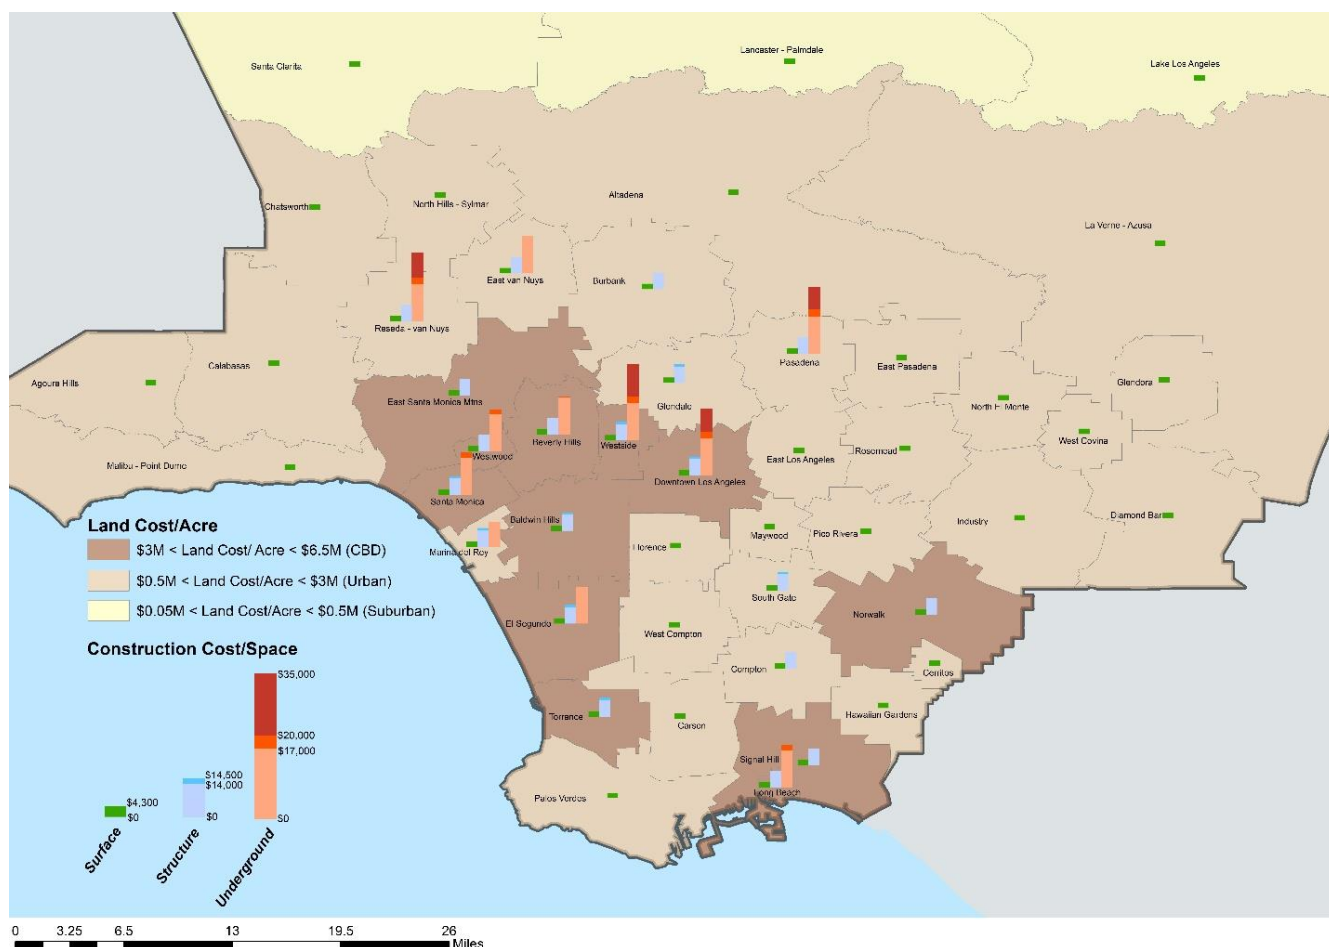 Lancaster - Palmdale
Santa Clarita
Lake Los Angeles
Chatsworth
North Hills - Sylmar
Altadena
La Verne - Azusa
East van Nuys
Burbank
Reseda - van Nuys
Pasadena
East Pasadena
Calabasas
Agoura Hills
Glendora
North El Monte
East Santa Monica Mtns
Glendale
West Covina
Beverly Hills
Westside
Westwood
Rosemead
East Los Angeles
Malibu - Point Dume
Downtown Los Angeles
Santa Monica
Diamond Bar
Baldwin Hills
Industry
Maywood
Pico Rivera
Florence
Marina del Rey
South Gate
Norwalk
El Segundo
West Compton
Compton
Cerritos
Hawaiian Gardens
Torrence
Carson
Signal Hill
Long Beach
Palos Verdes
Land Cost/Acre
$3M < Land Cost/ Acre < $6.5M (CBD)
$0.5M < Land Cost/Acre < $3M (Urban)
$0.05M < Land Cost/Acre < $0.5M (Suburban)
Construction Cost/Space
$35,000
$20,000
$17,000
$0
$14,500
$14,000
$0
$4,300
$0
Surface
Structure
Underground
0 3.25 6.5 13 19.5 26
Miles